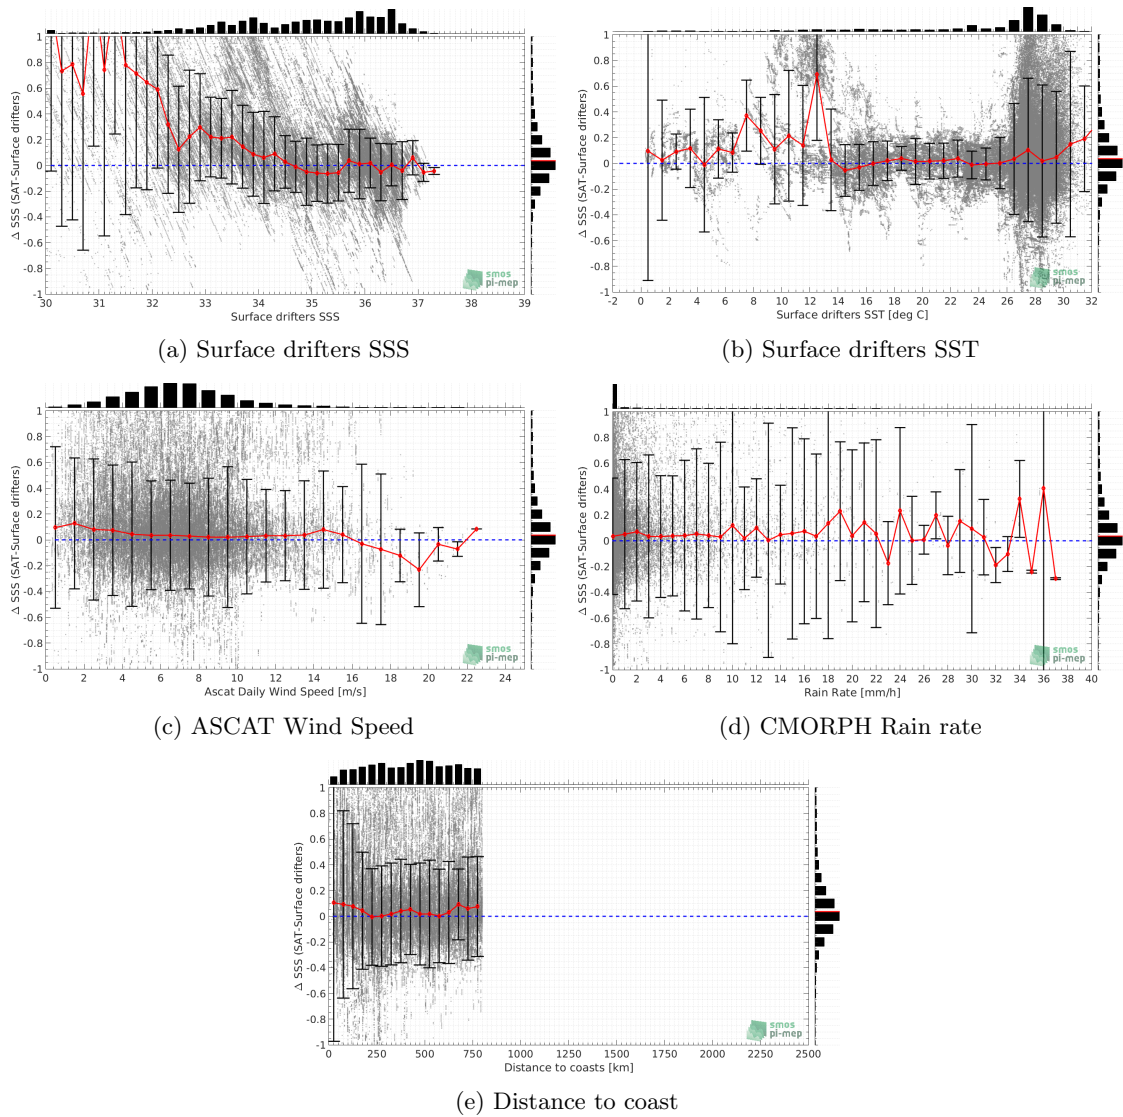 Δ SSS (SAT-Surface drifters)
1
0.8
0.6
0.4
0.2
0
-0.2
-0.4
-0.6
-0.8
-1
30 31 32 33 34 35 36 37 38 39
Surface drifters SSS
smos
pi-mep
(a) Surface drifters SSS
Δ SSS (SAT-Surface drifters)
1
0.8
0.6
0.4
0.2
0
-0.2
-0.4
-0.6
-0.8
-1
-2 0 2 4 6 8 10 12 14 16 18 20 22 24 26 28 30 32
Surface drifters SST [deg C]
smos
pi-mep
(b) Surface drifters SST
Δ SSS (SAT-Surface drifters)
1
0.8
0.6
0.4
0.2
0
-0.2
-0.4
-0.6
-0.8
-1
0 2 4 6 8 10 12 14 16 18 20 22 24
Ascat Daily Wind Speed [m/s]
smos
pi-mep
(c) ASCAT Wind Speed
Δ SSS (SAT-Surface drifters)
1
0.8
0.6
0.4
0.2
0
-0.2
-0.4
-0.6
-0.8
-1
0 2 4 6 8 10 12 14 16 18 20 22 24 26 28 30 32 34 36 38 40
Rain Rate [mm/h]
smos
pi-mep
(d) CMORPH Rain rate
Δ SSS (SAT-Surface drifters)
1
0.8
0.6
0.4
0.2
0
-0.2
-0.4
-0.6
-0.8
-1
0 250 500 750 1000 1250 1500 1750 2000 2250 2500
Distance to coasts [km]
smos
pi-mep
(e) Distance to coast